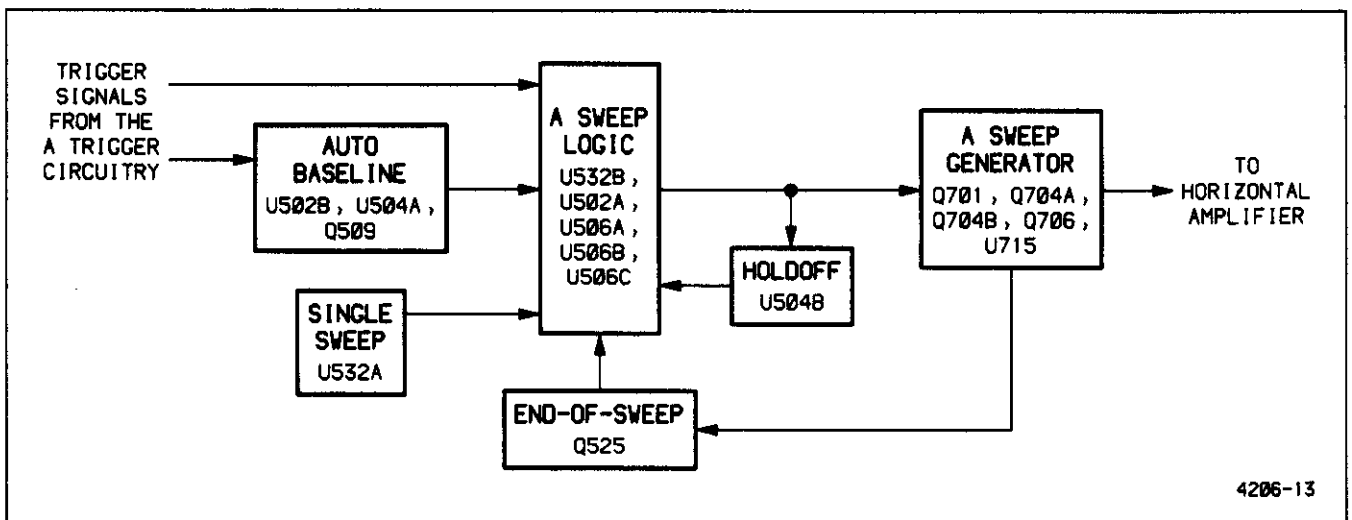 TRIGGER
SIGNALS
FROM THE
A TRIGGER
CIRCUITRY
AUTO
BASELINE
U502B, U504A,
Q509
SINGLE
SWEEP
U532A
A SWEEP
LOGIC
U532B,
U502A,
U506A,
U506B,
U506C
HOLDOFF
U504B
END-OF-SWEEP
Q525
A SWEEP
GENERATOR
Q701, Q704A,
Q704B, Q706,
U715
TO
HORIZONTAL
AMPLIFIER
4206-13